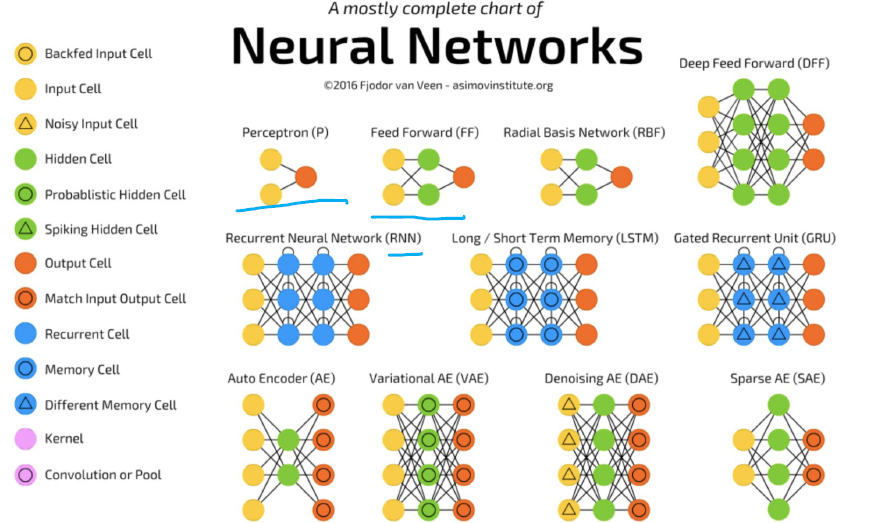 A mostly complete chart of
Neural Networks
©2016 Fjodor van Veen - asimovinstitute.org
Backfed Input Cell
Input Cell
Noisy Input Cell
Hidden Cell
Probablistic Hidden Cell
Spiking Hidden Cell
Output Cell
Match Input Output Cell
Recurrent Cell
Memory Cell
Different Memory Cell
Kernel
Convolution or Pool
Perceptron (P)
Feed Forward (FF)
Radial Basis Network (RBF)
Deep Feed Forward (DFF)
Recurrent Neural Network (RNN)
Long / Short Term Memory (LSTM)
Gated Recurrent Unit (GRU)
Auto Encoder (AE)
Variational AE (VAE)
Denoising AE (DAE)
Sparse AE (SAE)